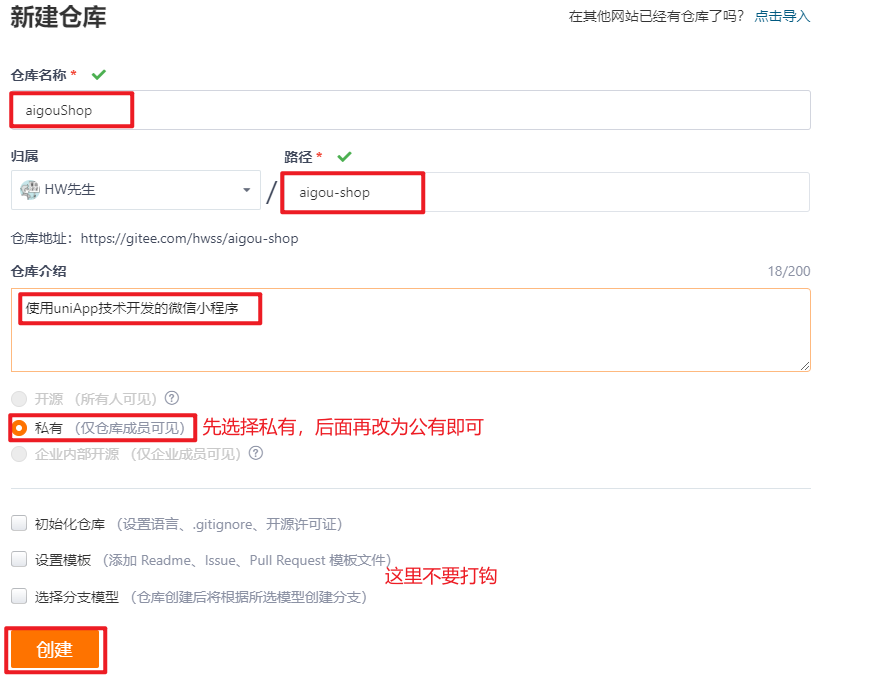 新建仓库
在其他网站已经有仓库了吗? 点击导入
仓库名称 *
aigouShop
归属
路径 *
HW先生 / aigou-shop
仓库地址：https://gitee.com/hwss/aigou-shop
仓库介绍
18/200
使用uniApp技术开发的微信小程序
开源 （所有人可见） ?
私有 （仅仓库成员可见） 先选择私有，后面再改为公有即可
企业内部开源 （仅企业成员可见） ?
初始化仓库 （设置语言、.gitignore、开源许可证）
设置模板 （添加 Readme、Issue、Pull Request 模板文件）
这里不要打钩
选择分支模型 （仓库创建后将根据所选模型创建分支）
创建